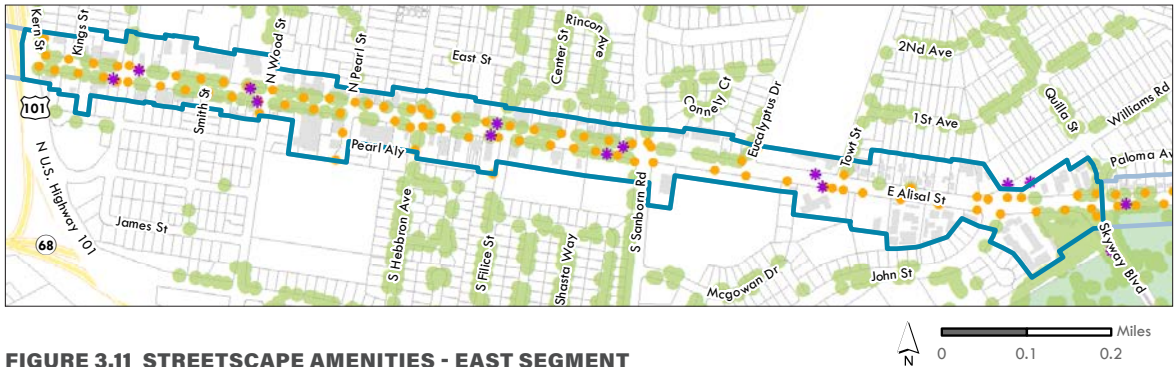 Kern St
Kings St
N Wood St
N Pearl St
East St
Center St
Rincon Ave
2Nd Ave
Connely Ct
Eucalyptus Dr
Quilla St
Williams Rd
101
Smith St
1St Ave
Towt St
Pearl Aly
Paloma Av
N U.S. Highway 101
E Alisal St
James St
68
S Hebbron Ave
S Filice St
Shasta Way
S Sanborn Rd
Mcgowan Dr
John St
Skyway Blvd
FIGURE 3.11 STREETSCAPE AMENITIES - EAST SEGMENT
N
Miles
0 0.1 0.2